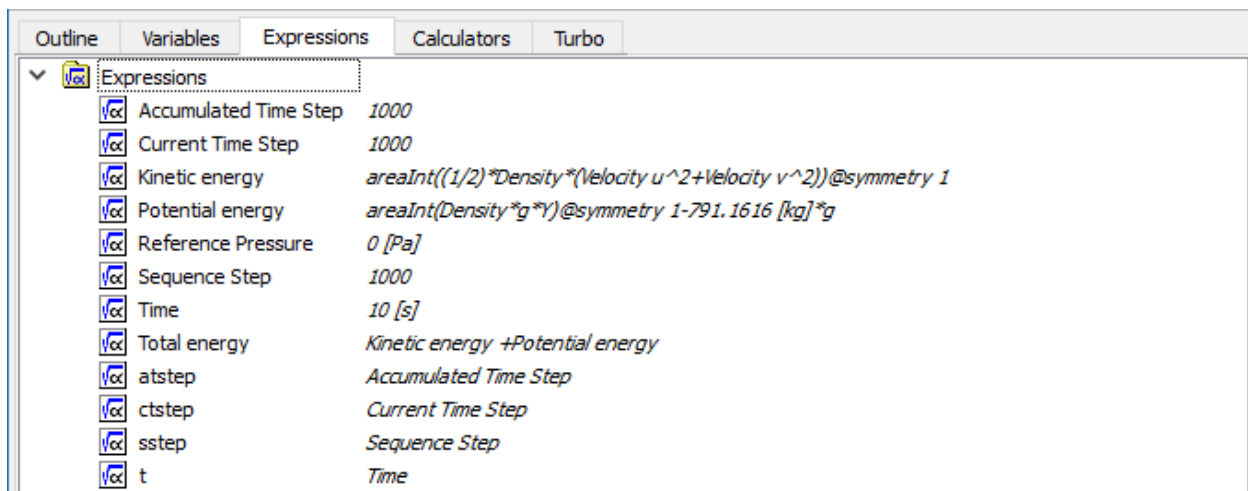 Outline Variables Expressions Calculators Turbo
Expressions
Accumulated Time Step 1000
Current Time Step 1000
Kinetic energy areaInt((1/2)*Density*(Velocity u^2+Velocity v^2))@symmetry 1
Potential energy areaInt(Density*g*Y)@symmetry 1-791.1616 [kg]*g
Reference Pressure 0 [Pa]
Sequence Step 1000
Time 10 [s]
Total energy Kinetic energy +Potential energy
atstep Accumulated Time Step
ctstep Current Time Step
sstep Sequence Step
t Time